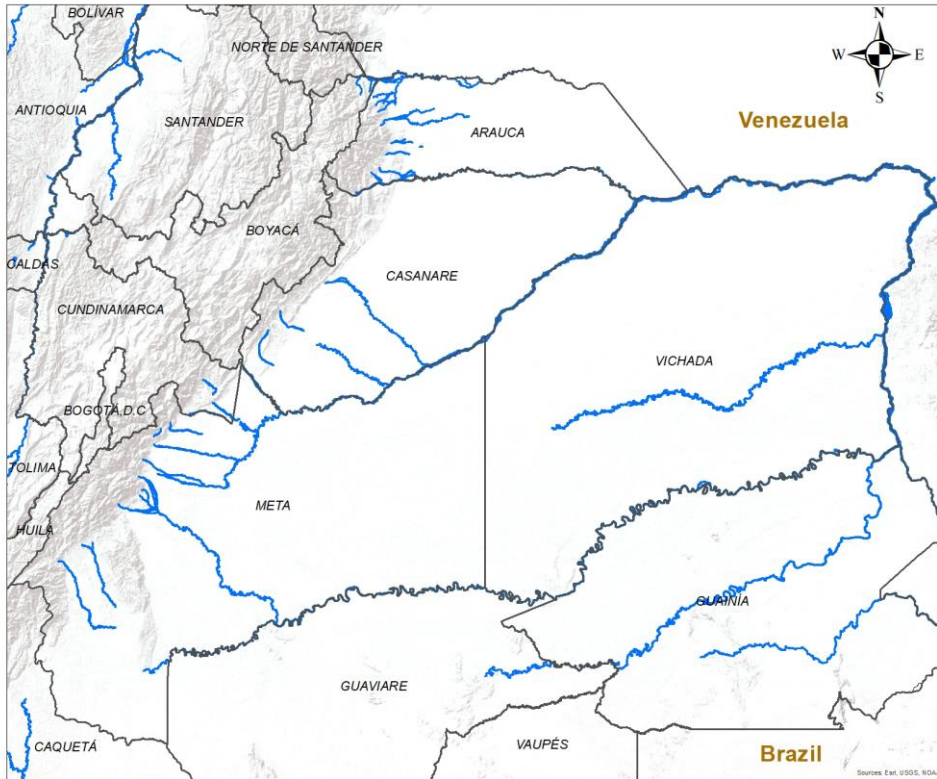 BOLÍVAR
N
NORTE DE SANTANDER
W E
S
ANTIOQUIA
SANTANDER
ARAUCA
Venezuela
BOYACÁ
CALDAS
CASANARE
CUNDINAMARCA
VICHADA
BOGOTÁ D.C
TOLIMA
META
HUILA
GUAINÍA
GUAVIARE
CAQUETÁ
VAUPÉS
Brazil
Sources: Esri, USGS, NOAA